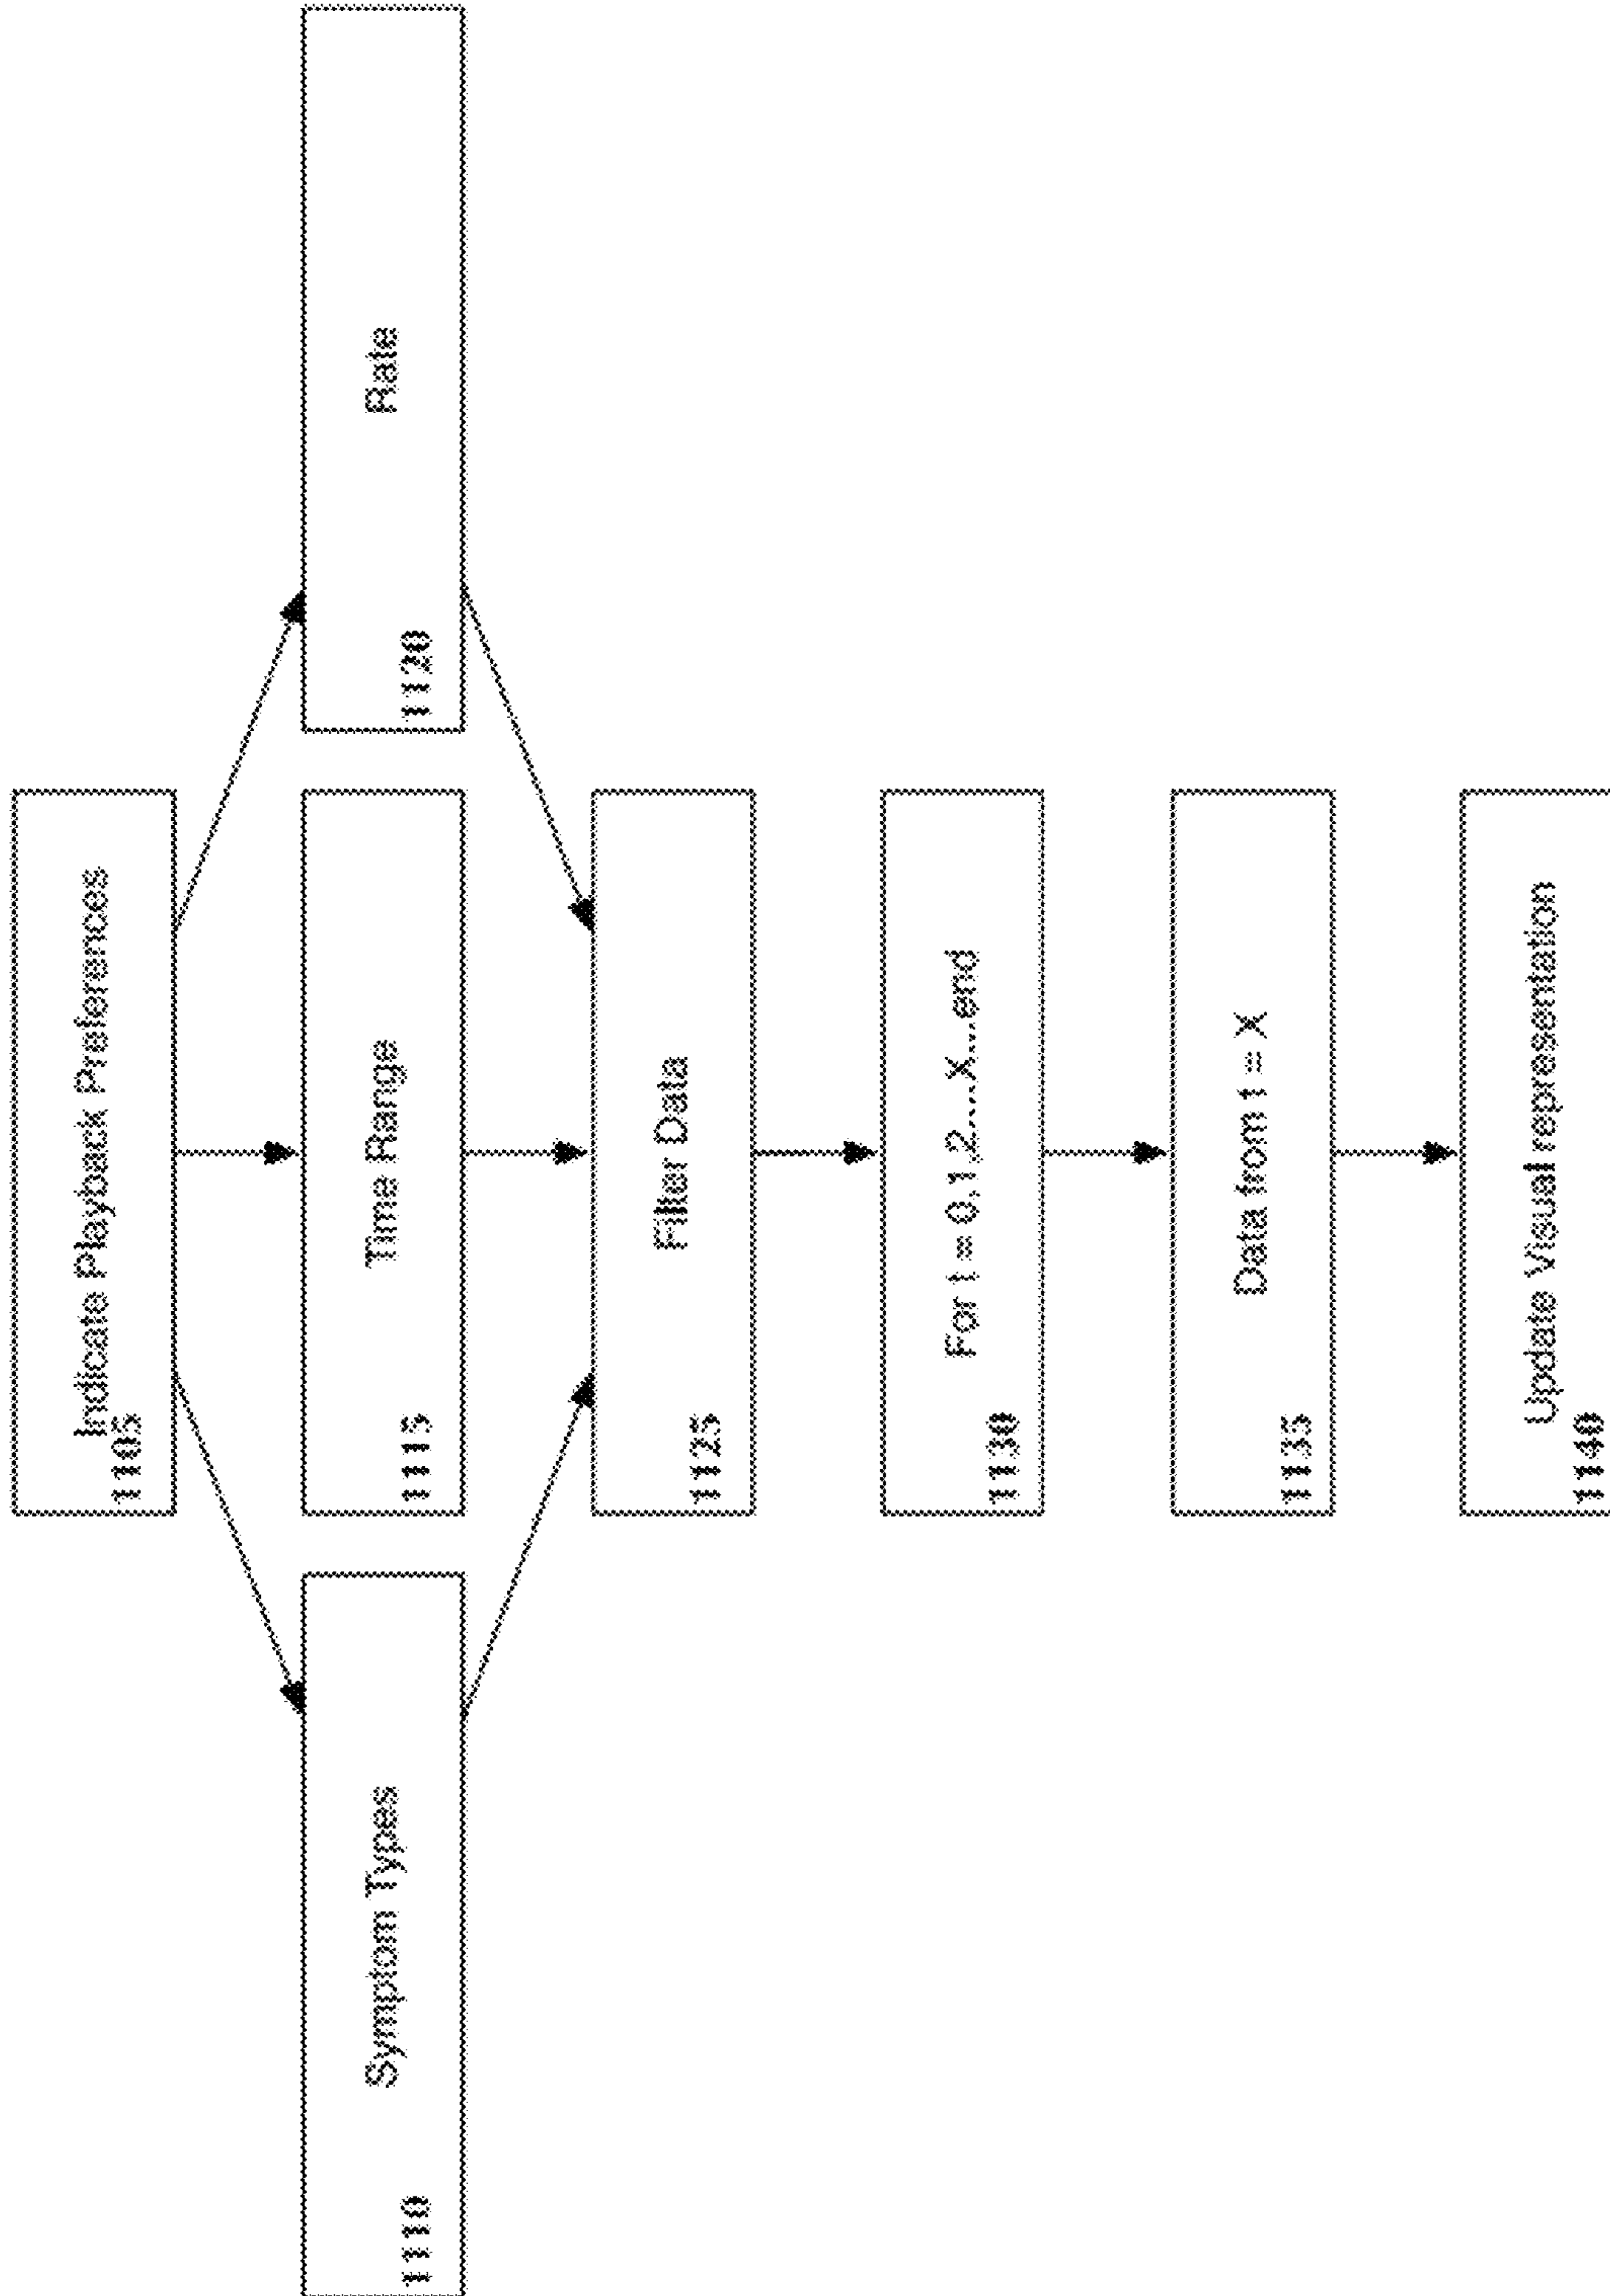 Indicate Playback Preferences
1105
Symptom Types
1110
Time Range
1115
Rate
1120
Filter Data
1125
For t = 0,1,2....X....end
1130
Data from t = X
1135
Update Visual representation
1140